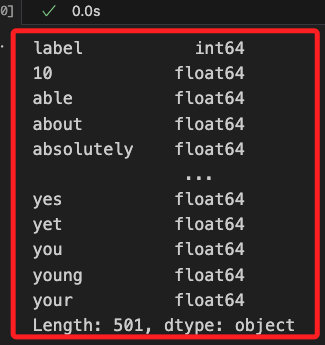 0]
✓ 0.0s
label int64
10 float64
able float64
about float64
absolutely float64
...
yes float64
yet float64
you float64
young float64
your float64
Length: 501, dtype: object